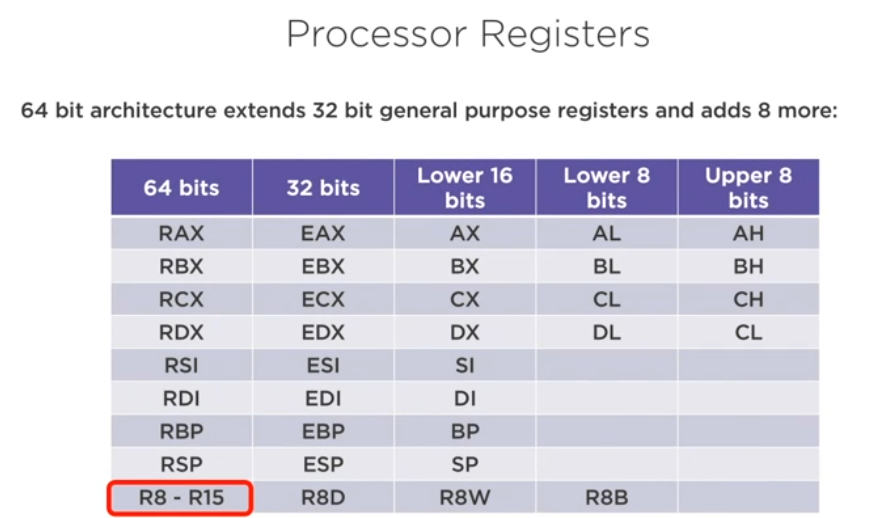 Processor Registers
64 bit architecture extends 32 bit general purpose registers and adds 8 more:
64 bits 32 bits Lower 16 bits Lower 8 bits Upper 8 bits
RAX EAX AX AL AH
RBX EBX BX BL BH
RCX ECX CX CL CH
RDX EDX DX DL CL
RSI ESI SI
RDI EDI DI
RBP EBP BP
RSP ESP SP
R8 - R15 R8D R8W R8B